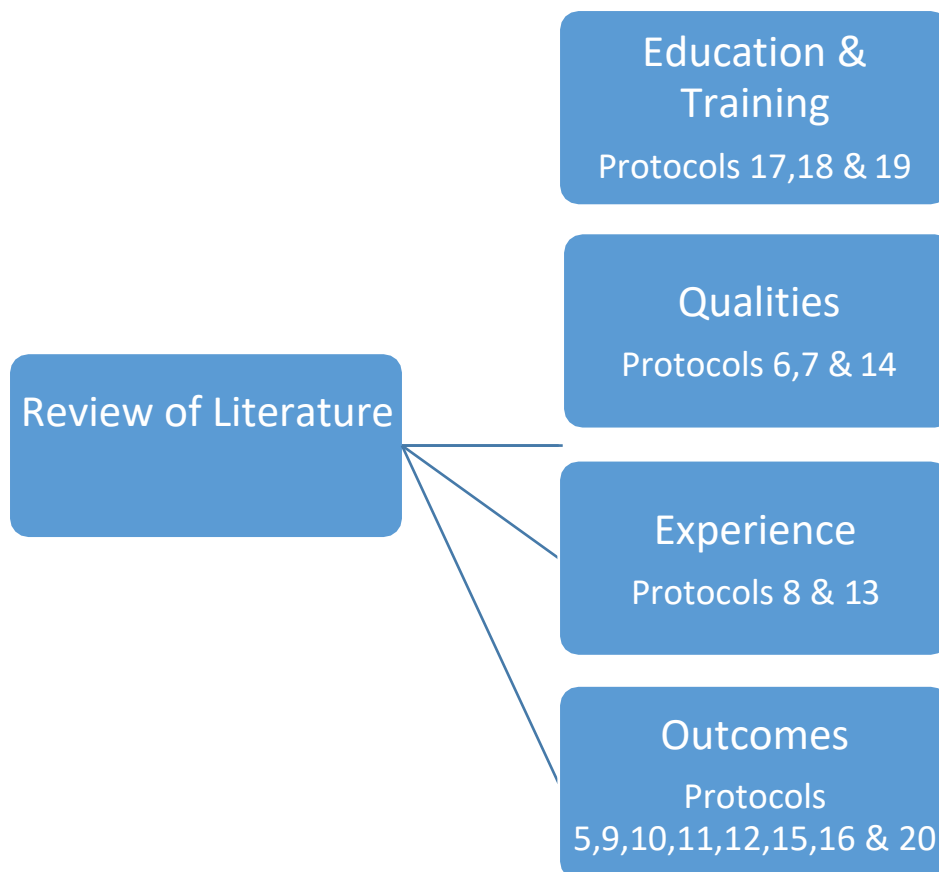 Education &
Training
Protocols 17,18 & 19
Qualities
Protocols 6,7 & 14
Review of Literature
Experience
Protocols 8 & 13
Outcomes
Protocols
5,9,10,11,12,15,16 & 20